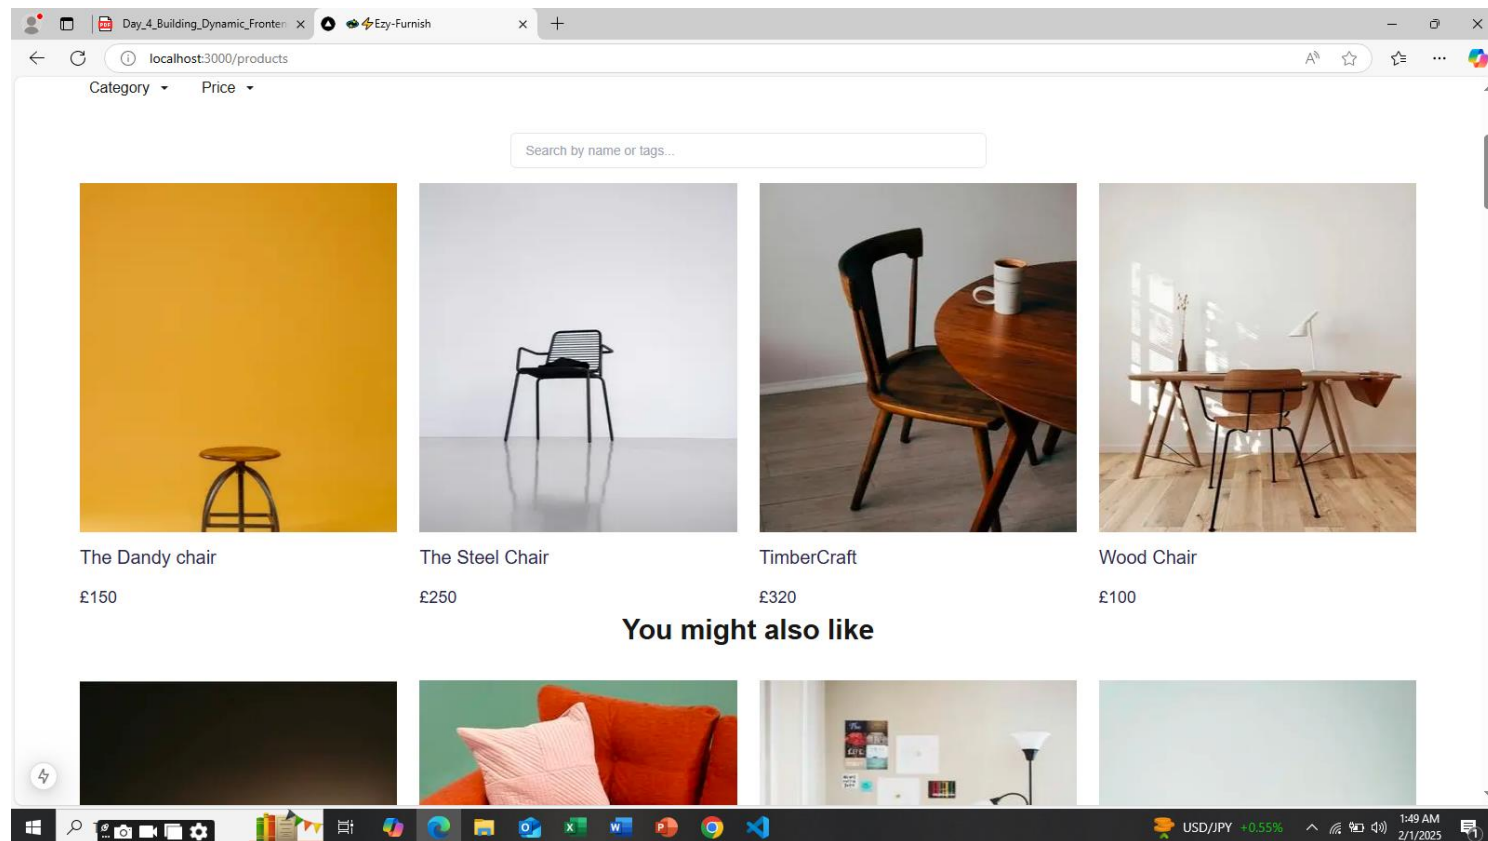 Day_4_Building_Dynamic_Fronten
Ezy-Furnish
localhost:3000/products
Category
Price
Search by name or tags...
The Dandy chair
The Steel Chair
TimberCraft
Wood Chair
£150
£250
£320
£100
You might also like
USD/JPY +0.55%
1:49 AM
2/1/2025